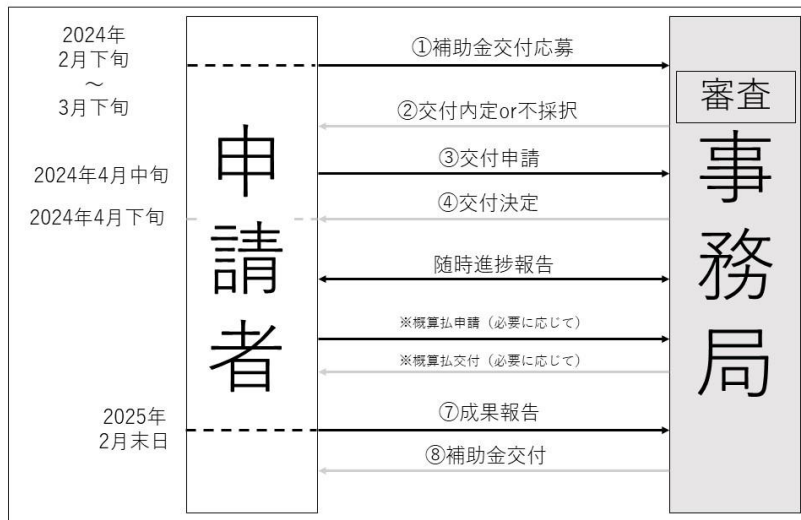 2024年
2月下旬
～
3月下旬
①補助金交付応募
審査
②交付内定or不採択
2024年4月中旬
③交付申請
2024年4月下旬
④交付決定
申請者
事務局
随時進捗報告
※概算払申請（必要に応じて）
※概算払交付（必要に応じて）
2025年
2月末日
⑦成果報告
⑧補助金交付